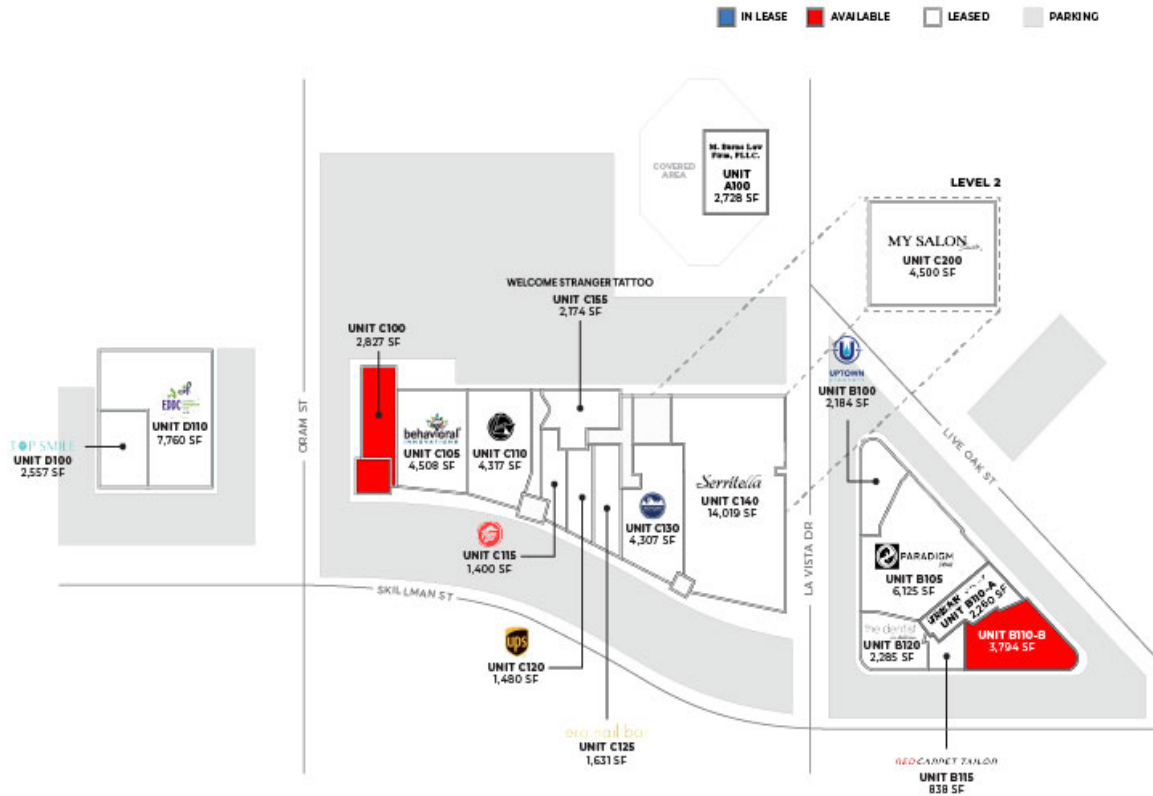 IN LEASE
AVAILABLE
LEASED
PARKING
COVERED
AREA
M. Burns Law
Firm, PLLC.
UNIT
A100
2,728 SF
LEVEL 2
MY SALON
UNIT C200
4,500 SF
WELCOME STRANGER TATTOO
UNIT C155
2,174 SF
UNIT C100
2,827 SF
UPTOWN
UNIT B100
2,184 SF
ORAM ST
LIVE OAK ST
LA VISTA DR
SKILLMAN ST
EDDC
UNIT D110
7,760 SF
TOP SMILE
UNIT D100
2,557 SF
behavioral
INNOVATIONS
UNIT C105
4,508 SF
UNIT C110
4,317 SF
Serritella
UNIT C140
14,019 SF
UNIT C130
4,307 SF
UNIT C115
1,400 SF
ups
UNIT C120
1,480 SF
nail bar
UNIT C125
1,631 SF
PARADIGM
UNIT B105
6,125 SF
UNIT B110-A
2,260 SF
UNIT B110-B
3,794 SF
the dentist
UNIT B120
2,285 SF
RED CARPET TAILOR
UNIT B115
838 SF